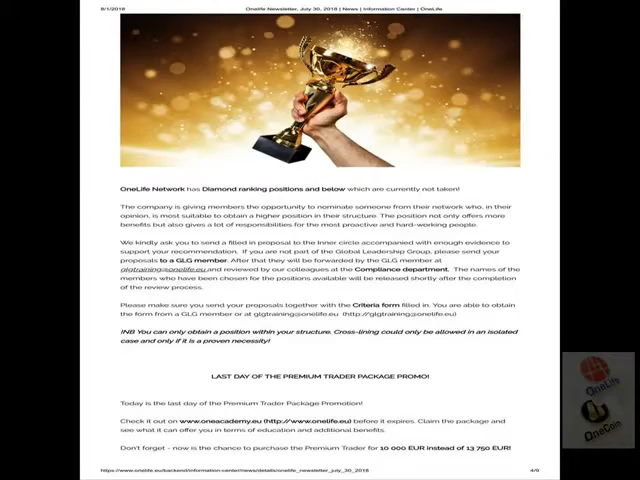 8/1/2018 Onelife Newsletter, July 30, 2018 | News | Information Center | OneLife
OneLife Network has Diamond ranking positions and below which are currently not taken!
The company is giving members the opportunity to nominate someone from their network who, in their
opinion, is most suitable to obtain a higher position in their structure. The position not only offers more
benefits but also gives a lot of responsibilities for the most proactive and hard-working people.
We kindly ask you to send a filled in proposal to the Inner circle accompanied with enough evidence to
support your recommendation. If you are not part of the Global Leadership Group, please send your
proposals to a GLG member. After that they will be forwarded by the GLG member at
glgtraining@onelife.eu and reviewed by our colleagues at the Compliance department. The names of the
members who have been chosen for the positions available will be released shortly after the completion
of the review process.
Please make sure you send your proposals together with the Criteria form filled in. You are able to obtain
the form from a GLG member or at glgtraining@onelife.eu (http://glgtraining@onelife.eu)
!NB You can only obtain a position within your structure. Cross-lining could only be allowed in an isolated
case and only if it is a proven necessity!
LAST DAY OF THE PREMIUM TRADER PACKAGE PROMO!
Today is the last day of the Premium Trader Package Promotion!
Check it out on www.oneacademy.eu (http://www.onelife.eu) before it expires. Claim the package and
see what it can offer you in terms of education and additional benefits.
Don't forget - now is the chance to purchase the Premium Trader for 10 000 EUR instead of 13 750 EUR!
https://www.onelife.eu/backend/information-center/news/details/onelife_newsletter_july_30_2018 4/9
OneLife
OneCoin